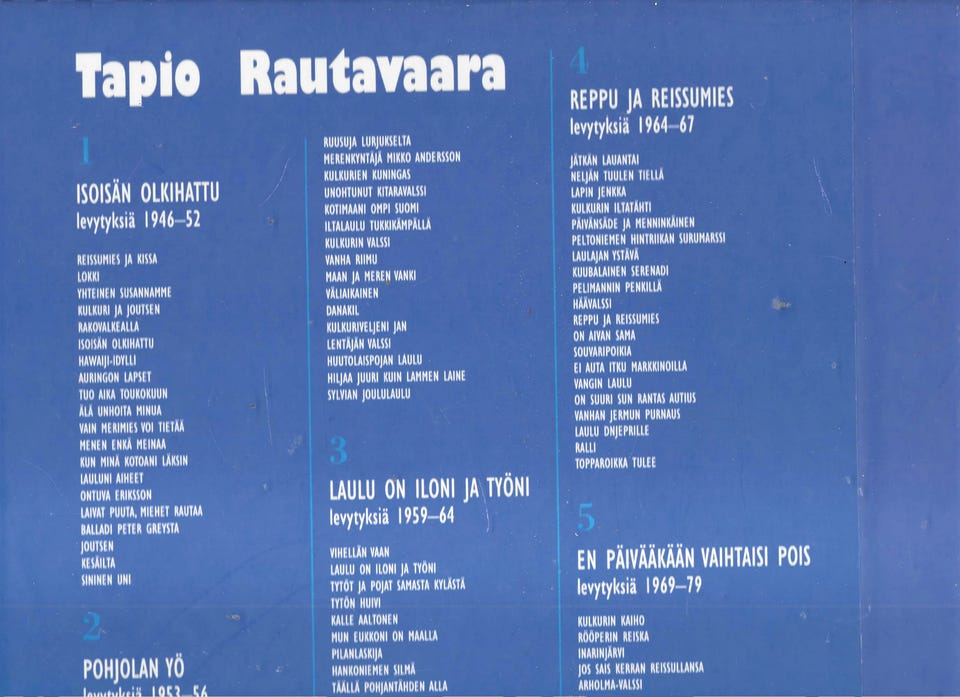 Tapio Rautavaara
1
ISOISÄN OLKIHATTU
levytyksiä 1946–52
REISSUMIES JA KISSA
LOKKI
YHTEINEN SUSANNAMME
KULKURI JA JOUTSEN
RAKOVALKEALLA
ISOISÄN OLKIHATTU
HAWAIJI-IDYLLI
AURINGON LAPSET
TUO AIKA TOUKOKUUN
ÄLÄ UNHOITA MINUA
VAIN MERIMIES VOI TIETÄÄ
MENEN ENKÄ MEINAA
KUN MINÄ KOTOANI LÄKSIN
LAULUNI AIHEET
ONTUVA ERIKSSON
LAIVAT PUUTA, MIEHET RAUTAA
BALLADI PETER GREYSTA
JOUTSEN
KESÄILTA
SININEN UNI
2
POHJOLAN YÖ
levytyksiä 1953–56
RUUSUJA LURJUKSELTA
MERENKYNTÄJÄ MIKKO ANDERSSON
KULKURIEN KUNINGAS
UNOHTUNUT KITARAVALSSI
KOTIMAANI OMPI SUOMI
ILTALAULU TUKKIKÄMPÄLLÄ
KULKURIN VALSSI
VANHA RIIMU
MAAN JA MEREN VANKI
VÄLIAIKAINEN
DANAKIL
KULKURIVELJENI JAN
LENTÄJÄN VALSSI
HUUTOLAISPOJAN LAULU
HILJAA JUURI KUIN LAMMEN LAINE
SYLVIAN JOULULAULU
3
LAULU ON ILONI JA TYÖNI
levytyksiä 1959–64
VIHELLÄN VAAN
LAULU ON ILONI JA TYÖNI
TYTÖT JA POJAT SAMASTA KYLÄSTÄ
TYTÖN HUIVI
KALLE AALTONEN
MUN EUKKONI ON MAALLA
PILANLASKIJA
HANKONIEMEN SILMÄ
TÄÄLLÄ POHJANTÄHDEN ALLA
4
REPPU JA REISSUMIES
levytyksiä 1964–67
JÄTKÄN LAUANTAI
NELJÄN TUULEN TIELLÄ
LAPIN JENKKA
KULKURIN ILTATÄHTI
PÄIVÄNSÄDE JA MENNINKÄINEN
PELTONIEMEN HINTRIIKAN SURUMARSSI
LAULAJAN YSTÄVÄ
KUUBALAINEN SERENADI
PELIMANNIN PENKILLÄ
HÄÄVALSSI
REPPU JA REISSUMIES
ON AIVAN SAMA
SOUVARIPOIKIA
EI AUTA ITKU MARKKINOILLA
VANGIN LAULU
ON SUURI SUN RANTAS AUTIUS
VANHAN JERMUN PURNAUS
LAULU DNJEPRILLE
RALLI
TOPPAROIKKA TULEE
5
EN PÄIVÄÄKÄÄN VAIHTAISI POIS
levytyksiä 1969–79
KULKURIN KAIHO
RÖÖPERIN REISKA
INARINJÄRVI
JOS SAIS KERRAN REISSULLANSA
ARHOLMA-VALSSI